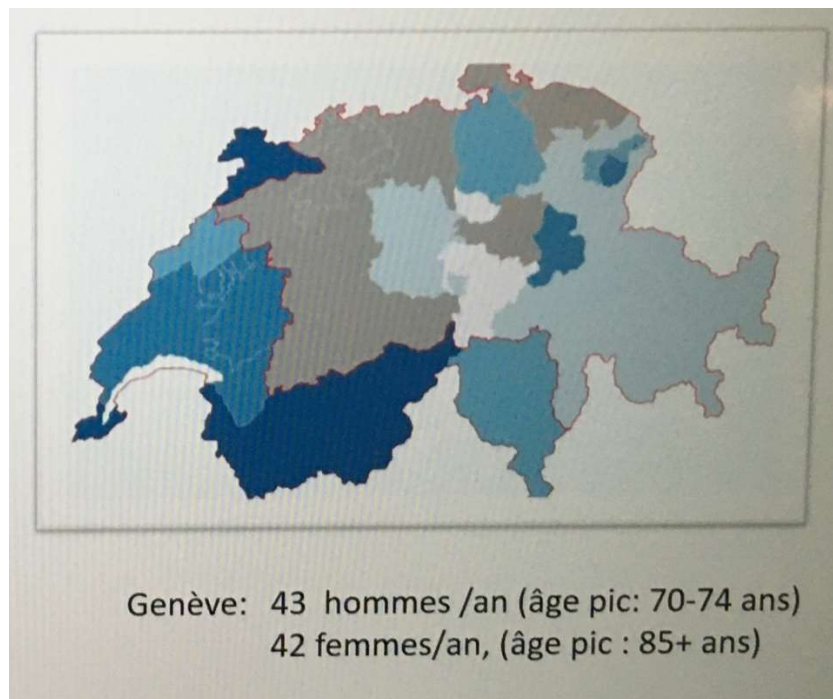 Genève: 43 hommes /an (âge pic: 70-74 ans)
42 femmes/an, (âge pic : 85+ ans)